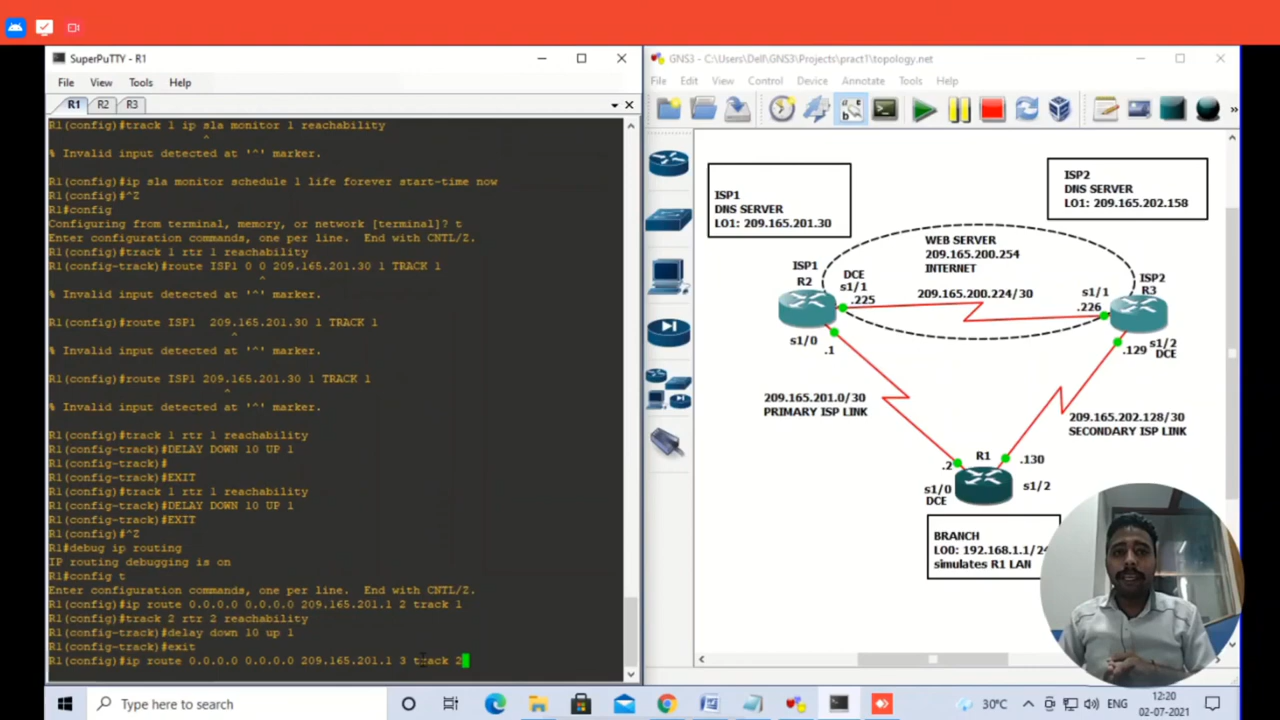 SuperPuTTY - R1
File View Tools Help
R1 R2 R3
R1(config)#track 1 ip sla monitor 1 reachability
^
% Invalid input detected at '^' marker.
R1(config)#ip sla monitor schedule 1 life forever start-time now
R1(config)#^Z
R1#config
Configuring from terminal, memory, or network [terminal]? t
Enter configuration commands, one per line.  End with CNTL/Z.
R1(config)#track 1 rtr 1 reachability
R1(config-track)#route ISP1 0 0 209.165.201.30 1 TRACK 1
^
% Invalid input detected at '^' marker.
R1(config-track)#route ISP1  209.165.201.30 1 TRACK 1
^
% Invalid input detected at '^' marker.
R1(config-track)#route ISP1 209.165.201.30 1 TRACK 1
^
% Invalid input detected at '^' marker.
R1(config-track)#track 1 rtr 1 reachability
R1(config-track)#DELAY DOWN 10 UP 1
R1(config-track)#
R1(config-track)#EXIT
R1(config)#track 1 rtr 1 reachability
R1(config-track)#DELAY DOWN 10 UP 1
R1(config-track)#EXIT
R1(config)#^Z
R1#debug ip routing
IP routing debugging is on
R1#config t
Enter configuration commands, one per line.  End with CNTL/Z.
R1(config)#ip route 0.0.0.0 0.0.0.0 209.165.201.1 2 track 1
R1(config)#track 2 rtr 2 reachability
R1(config-track)#delay down 10 up 1
R1(config-track)#exit
R1(config)#ip route 0.0.0.0 0.0.0.0 209.165.201.1 3 track 2
GNS3 - C:\Users\Dell\GNS3\Projects\pract1\topology.net
File Edit View Control Device Annotate Tools Help
ISP1
DNS SERVER
LO1: 209.165.201.30
ISP2
DNS SERVER
LO1: 209.165.202.158
WEB SERVER
209.165.200.254
INTERNET
ISP1
R2
DCE
s1/1
.225
209.165.200.224/30
s1/1
.226
ISP2
R3
s1/0
.1
.129
s1/2
DCE
209.165.201.0/30
PRIMARY ISP LINK
209.165.202.128/30
SECONDARY ISP LINK
R1
.2
.130
s1/0
DCE
s1/2
BRANCH
LO0: 192.168.1.1/24
simulates R1 LAN
Type here to search
30°C
ENG
12:20
02-07-2021